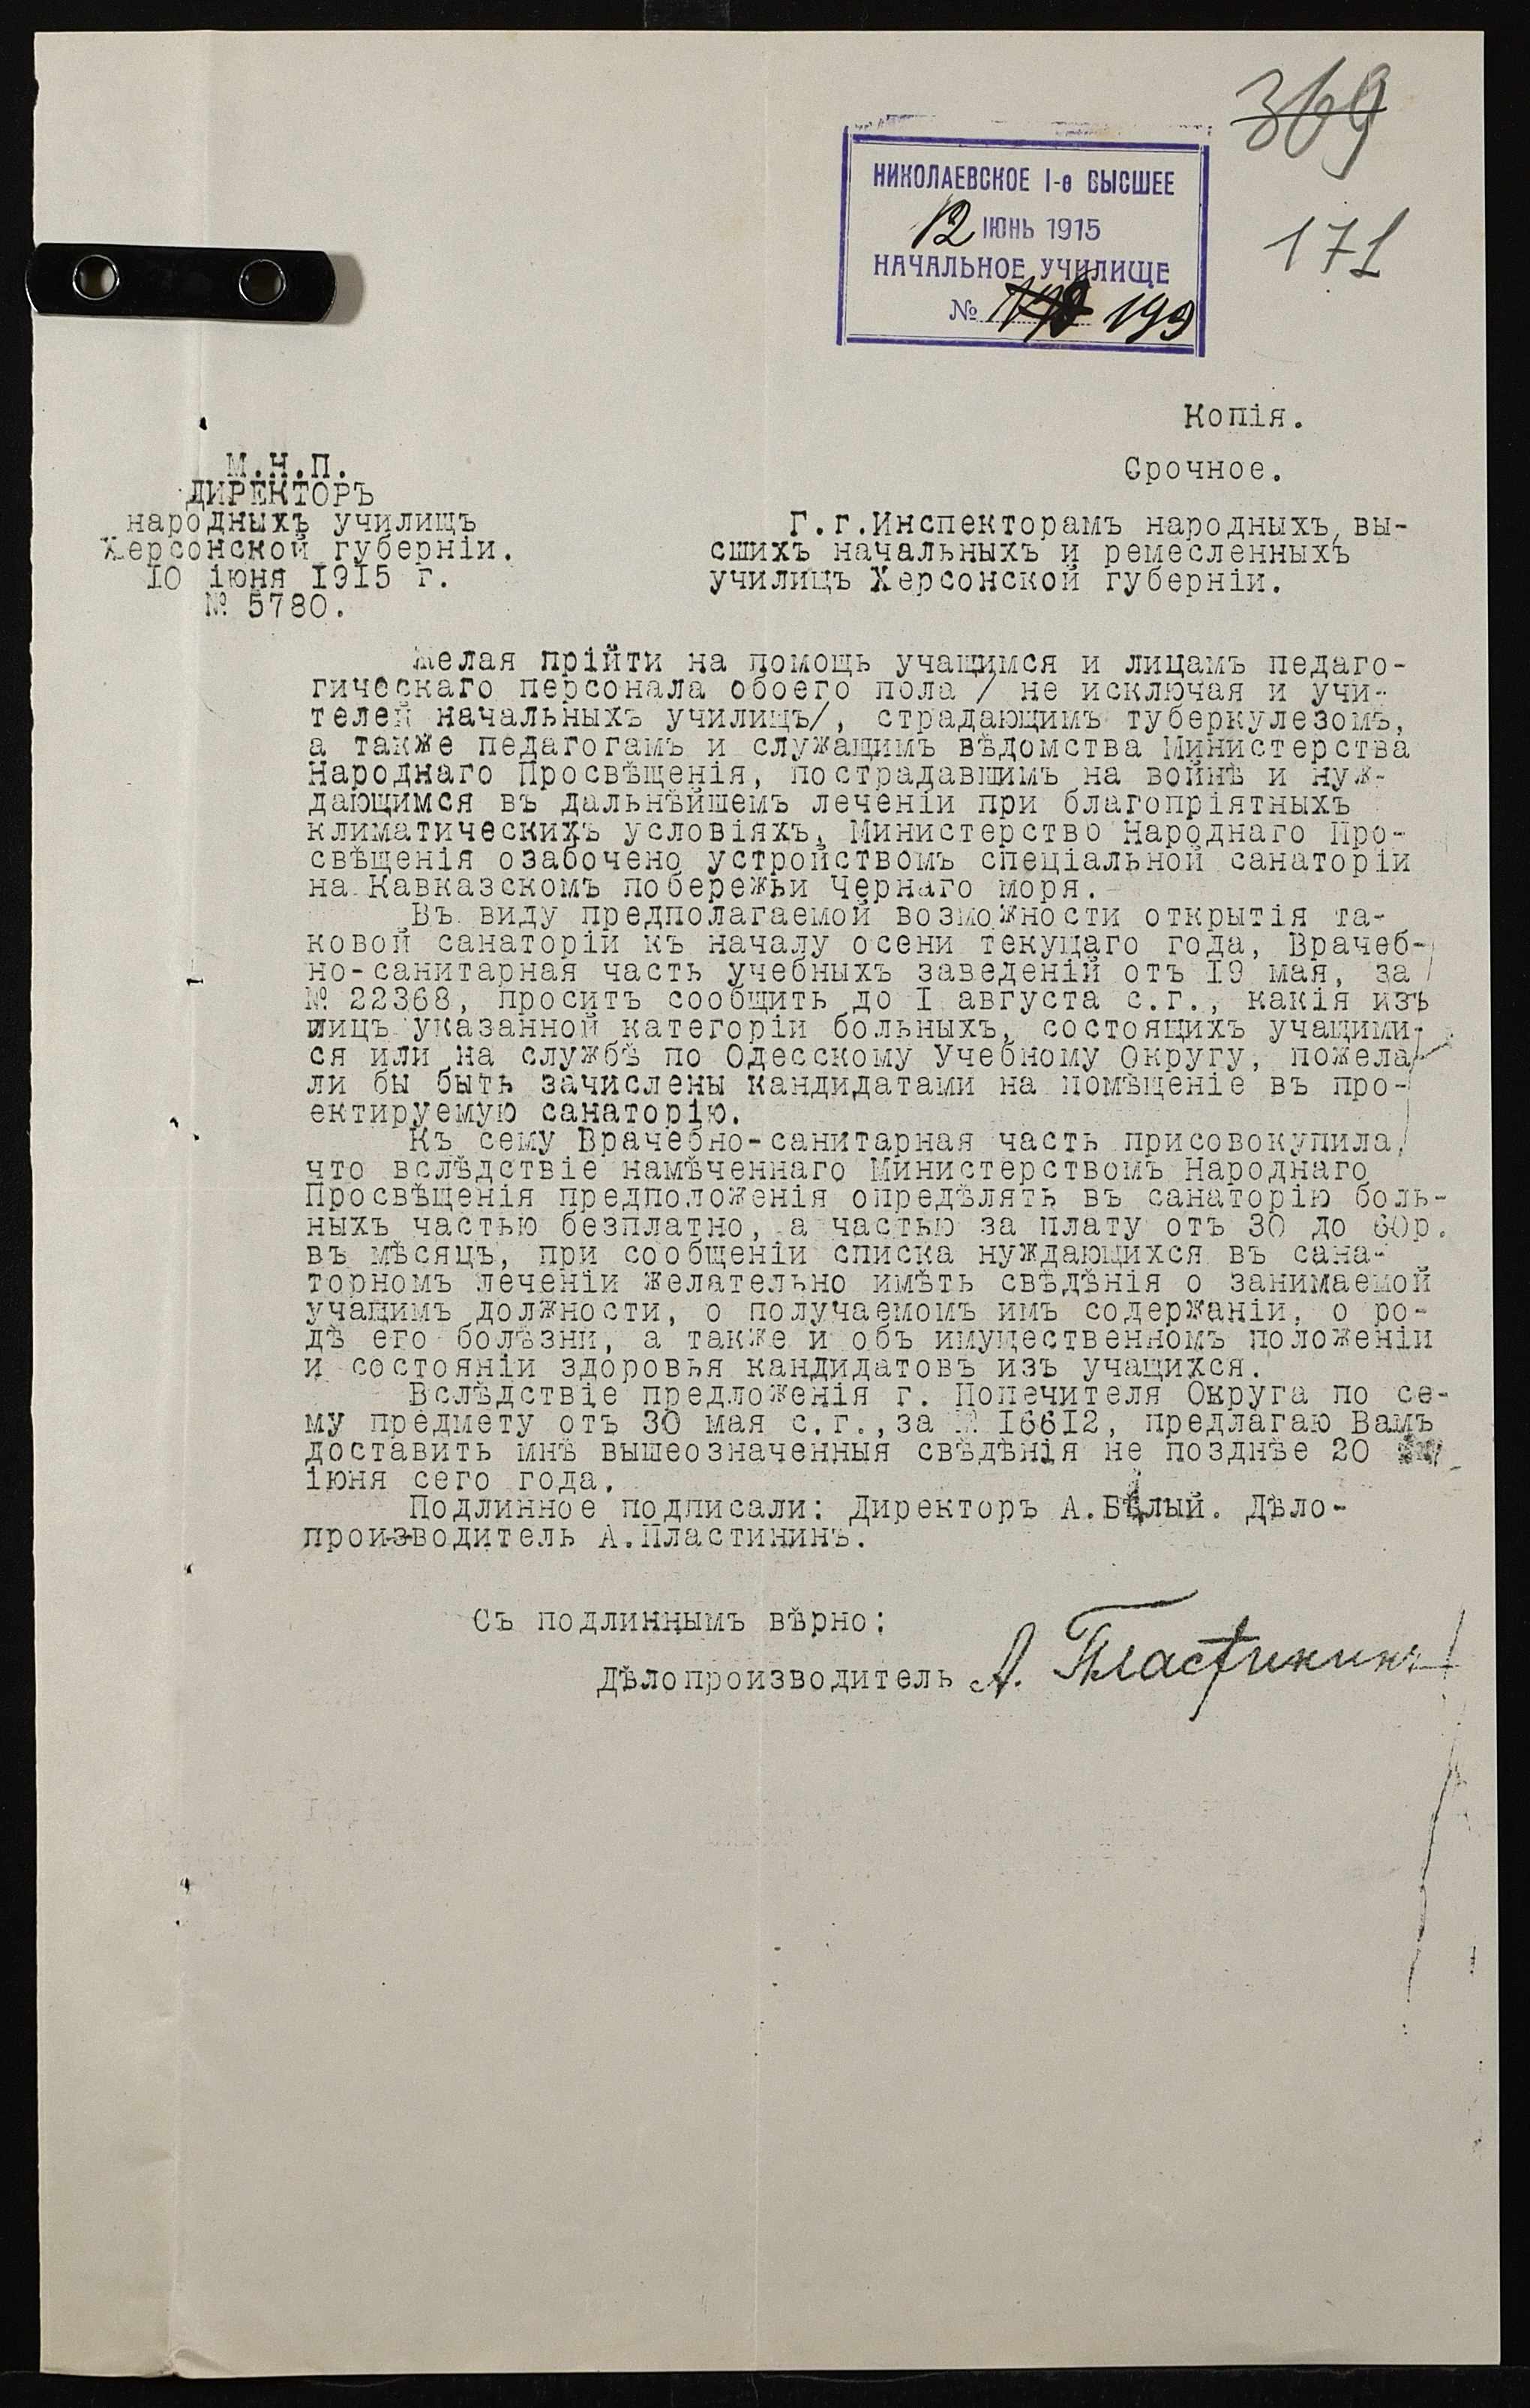 369
171
НИКОЛАЕВСКОЕ I-е ВЫСШЕЕ
12 ІЮНЬ 1915
НАЧАЛЬНОЕ УЧИЛИЩЕ
№ 199
Копія.
Срочное.
М.Н.П.
ДИРЕКТОРЪ
народныхъ училищъ
Херсонской губерніи.
10 іюня 1915 г.
№ 5780.
Г.г.Инспекторамъ народныхъ, вы-
сшихъ начальныхъ и ремесленныхъ
училищъ Херсонской губерніи.
Желая прійти на помощь учащимся и лицамъ педаго-
гическаго персонала обоего пола / не исключая и учи-
телей начальныхъ училищъ/, страдающимъ туберкулезомъ,
а также педагогамъ и служащимъ вѣдомства Министерства
Народнаго Просвѣщенія, пострадавшимъ на войнѣ и нуж-
дающимся въ дальнѣйшемъ леченіи при благопріятныхъ
климатическихъ условіяхъ, Министерство Народнаго Про-
свѣщенія озабочено устройствомъ спеціальной санаторіи
на Кавказскомъ побережьи Чернаго моря.
Въ виду предполагаемой возможности открытія та-
ковой санаторіи къ началу осени текущаго года, Врачеб-
но-санитарная часть учебныхъ заведеній отъ 19 мая, за
№ 22368, проситъ сообщить до I августа с.г., какія изъ
лицъ указанной категоріи больныхъ, состоящихъ учащими-
ся или на службѣ по Одесскому Учебному Округу, пожела-
ли бы быть зачислены кандидатами на помѣщеніе въ про-
ектируемую санаторію.
Къ сему Врачебно-санитарная часть присовокупила,
что вслѣдствіе намѣченнаго Министерствомъ Народнаго
Просвѣщенія предположенія опредѣлять въ санаторію боль-
ныхъ частью безплатно, а частью за плату отъ 30 до 60р.
въ мѣсяцъ, при сообщеніи списка нуждающихся въ сана-
торномъ леченіи желательно имѣть свѣдѣнія о занимаемой
учащимъ должности, о получаемомъ имъ содержаніи, о ро-
дѣ его болѣзни, а также и объ имущественномъ положеніи
и состояніи здоровья кандидатовъ изъ учащихся.
Вслѣдствіе предложенія г. Попечителя Округа по се-
му предмету отъ 30 мая с.г.,за № 16612, предлагаю Вамъ
доставить мнѣ вышеозначенныя свѣдѣнія не позднѣе 20
іюня сего года.
Подлинное подписали: Директоръ А.Бѣлый. Дѣло-
производитель А.Пластининъ.
Съ подлиннымъ вѣрно:
Дѣлопроизводитель А. Пластининъ